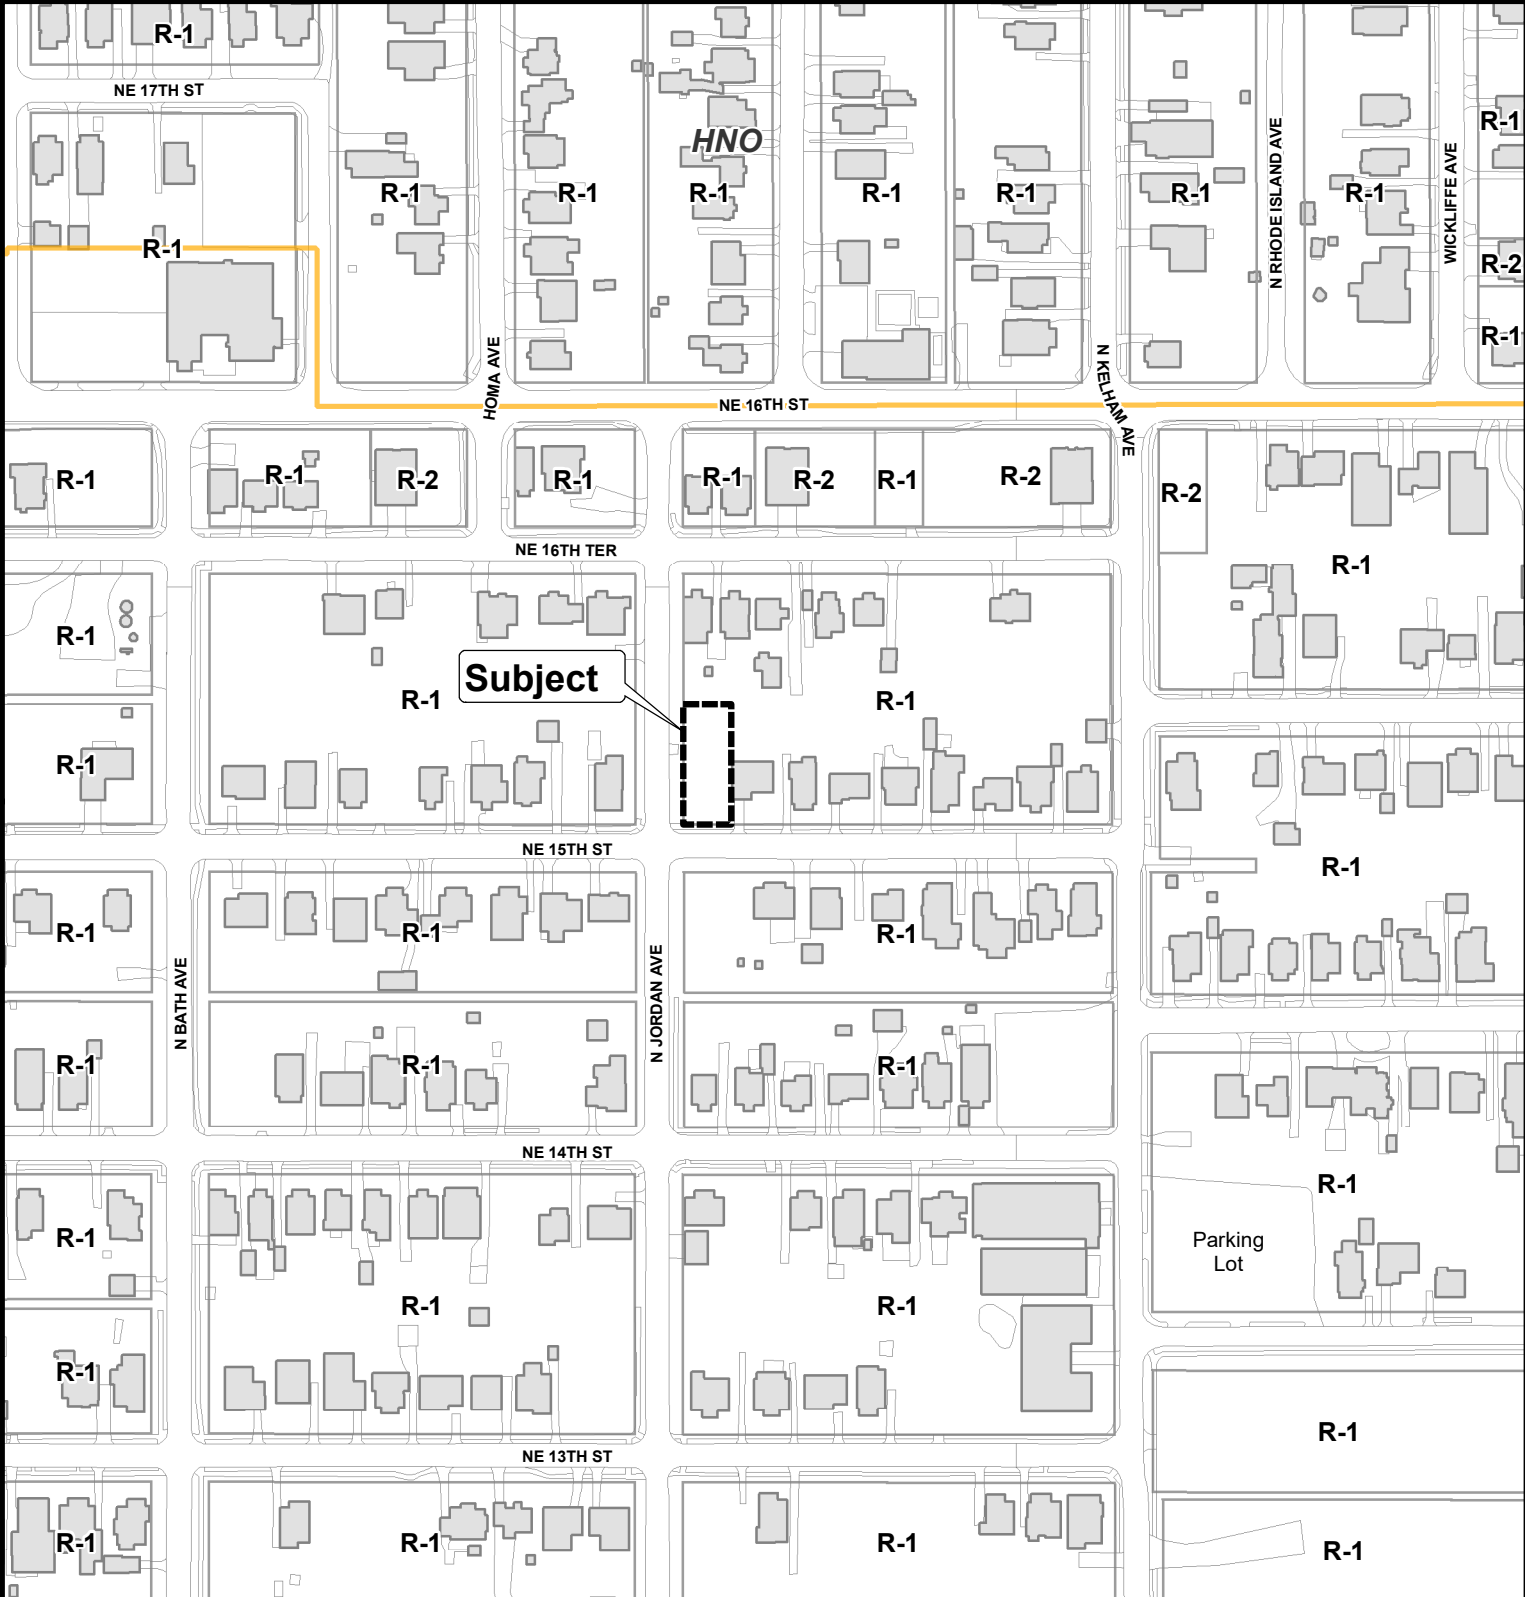 R-1
NE 17TH ST
R-1
HNO
R-1
R-1
R-1
R-1
R-1
R-1
R-1
N RHODE ISLAND AVE
WICKLIFFE AVE
R-1
R-2
R-1
HOMA AVE
N KELHAM AVE
NE 16TH ST
R-1
R-1
R-2
R-1
R-1
R-2
R-1
R-2
R-2
NE 16TH TER
R-1
R-1
Subject
R-1
R-1
R-1
NE 15TH ST
R-1
R-1
R-1
R-1
N BATH AVE
N JORDAN AVE
R-1
R-1
R-1
NE 14TH ST
R-1
R-1
Parking
Lot
R-1
R-1
R-1
R-1
NE 13TH ST
R-1
R-1
R-1
R-1
R-1